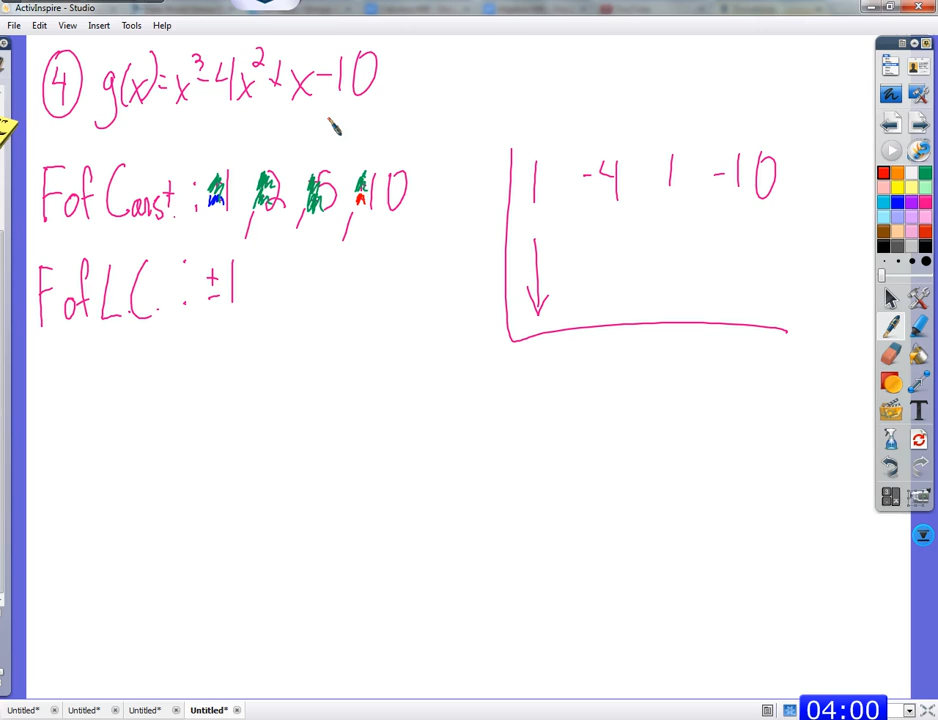 ActivInspire - Studio
File Edit View Insert Tools Help
④ g(x)=x³-4x²+x-10
F of Const. : 1, 2, 5, 10
F of L.C. : ±1
1 -4 1 -10
Untitled* Untitled* Untitled* Untitled*
04:00